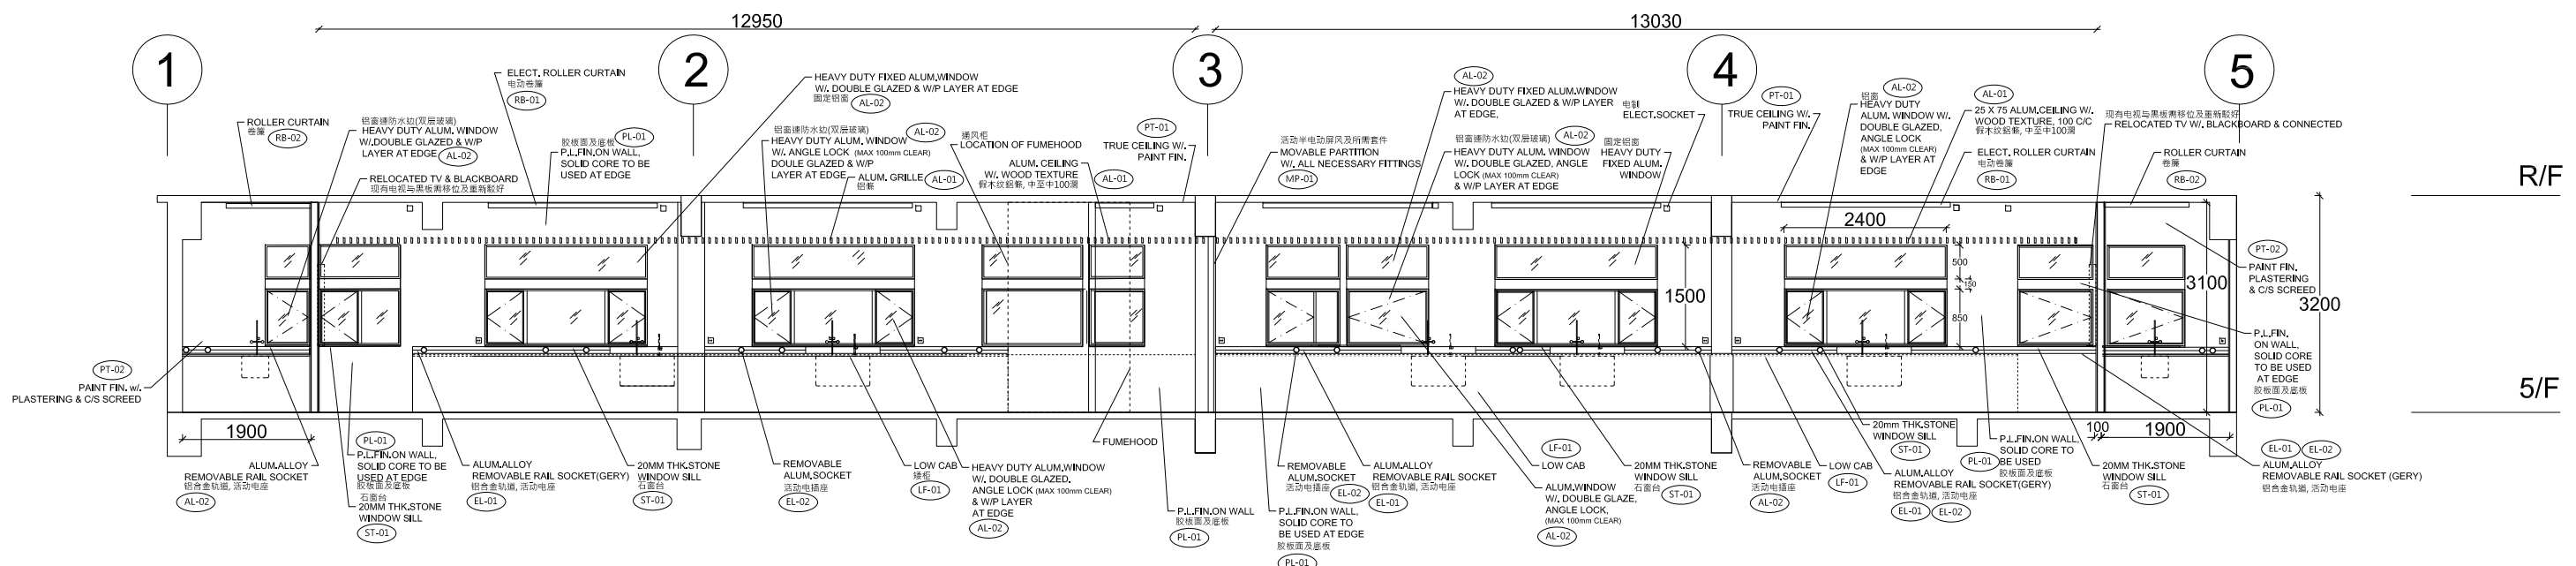 12950
13030
1
2
3
4
5
ROLLER CURTAIN
卷簾
RB-02
铝窗邊防水边(双层玻璃)
HEAVY DUTY ALUM. WINDOW
W/.DOUBLE GLAZED & W/P
LAYER AT EDGE
AL-02
RELOCATED TV & BLACKBOARD
现有电视与黑板需移位及重新駁好
ELECT. ROLLER CURTAIN
电动卷簾
RB-01
胶板面及底板
PL-01
P.L.FIN.ON WALL,
SOLID CORE TO BE
USED AT EDGE
HEAVY DUTY FIXED ALUM.WINDOW
W/. DOUBLE GLAZED & W/P LAYER AT EDGE
固定铝窗
AL-02
铝窗邊防水边(双层玻璃)
AL-02
HEAVY DUTY ALUM. WINDOW
W/. ANGLE LOCK (MAX 100mm CLEAR)
DOULE GLAZED & W/P
LAYER AT EDGE
ALUM. GRILLE
铝條
AL-01
通风柜
LOCATION OF FUMEHOOD
ALUM. CEILING
W/. WOOD TEXTURE
假木纹鋁條, 中至中100濶
AL-01
PT-01
TRUE CEILING W/.
PAINT FIN.
活动半电动屏风及所需套件
MOVABLE PARTITION
W/. ALL NECESSARY FITTINGS
MP-01
AL-02
HEAVY DUTY FIXED ALUM.WINDOW
W/. DOUBLE GLAZED & W/P LAYER
AT EDGE,
铝窗邊防水边(双层玻璃)
AL-02
HEAVY DUTY ALUM. WINDOW
W/. DOUBLE GLAZED, ANGLE
LOCK (MAX 100mm CLEAR)
& W/P LAYER AT EDGE
电制
ELECT.SOCKET
固定铝窗
HEAVY DUTY
FIXED ALUM.
WINDOW
PT-01
TRUE CEILING W/.
PAINT FIN.
铝窗
AL-02
HEAVY DUTY
ALUM. WINDOW W/.
DOUBLE GLAZED,
ANGLE LOCK
(MAX 100mm CLEAR)
& W/P LAYER AT
EDGE
AL-01
25 X 75 ALUM.CEILING W/.
WOOD TEXTURE, 100 C/C
假木纹鋁條, 中至中100濶
ELECT. ROLLER CURTAIN
电动卷簾
RB-01
现有电视与黑板需移位及重新駁好
RELOCATED TV W/. BLACKBOARD & CONNECTED
ROLLER CURTAIN
卷簾
RB-02
R/F
5/F
2400
500
150
850
1500
3100
3200
PT-02
PAINT FIN.
PLASTERING
& C/S SCREED
P.L.FIN.
ON WALL,
SOLID CORE
TO BE USED
AT EDGE
胶板面及底板
PL-01
PT-02
PAINT FIN. w/.
PLASTERING & C/S SCREED
1900
100
1900
ALUM.ALLOY
REMOVABLE RAIL SOCKET
铝合金轨道, 活动电座
AL-02
PL-01
P.L.FIN.ON WALL,
SOLID CORE TO BE
USED AT EDGE
胶板面及底板
石窗台
20MM THK.STONE
WINDOW SILL
ST-01
ALUM.ALLOY
REMOVABLE RAIL SOCKET(GERY)
铝合金轨道, 活动电座
EL-01
20MM THK.STONE
WINDOW SILL
石窗台
ST-01
REMOVABLE
ALUM.SOCKET
活动电插座
EL-02
LOW CAB
矮柜
LF-01
HEAVY DUTY ALUM.WINDOW
W/. DOUBLE GLAZED.
ANGLE LOCK (MAX 100mm CLEAR)
& W/P LAYER
AT EDGE
AL-02
FUMEHOOD
P.L.FIN.ON WALL
胶板面及底板
PL-01
REMOVABLE
ALUM.SOCKET
活动电插座
EL-02
P.L.FIN.ON WALL,
SOLID CORE TO
BE USED AT EDGE
胶板面及底板
PL-01
ALUM.ALLOY
REMOVABLE RAIL SOCKET
铝合金轨道, 活动电座
EL-01
LF-01
LOW CAB
ALUM.WINDOW
W/. DOUBLE GLAZE,
ANGLE LOCK,
(MAX 100mm CLEAR)
AL-02
20MM THK.STONE
WINDOW SILL
石窗台
ST-01
REMOVABLE
ALUM.SOCKET
活动电插座
AL-02
LOW CAB
LF-01
20mm THK.STONE
WINDOW SILL
ST-01
ALUM.ALLOY
REMOVABLE RAIL SOCKET(GERY)
铝合金轨道, 活动电座
EL-01
EL-02
P.L.FIN.ON WALL,
SOLID CORE TO
BE USED
PL-01
胶板面及底板
20MM THK.STONE
WINDOW SILL
石窗台
ST-01
EL-01
EL-02
ALUM.ALLOY
REMOVABLE RAIL SOCKET (GERY)
铝合金轨道, 活动电座